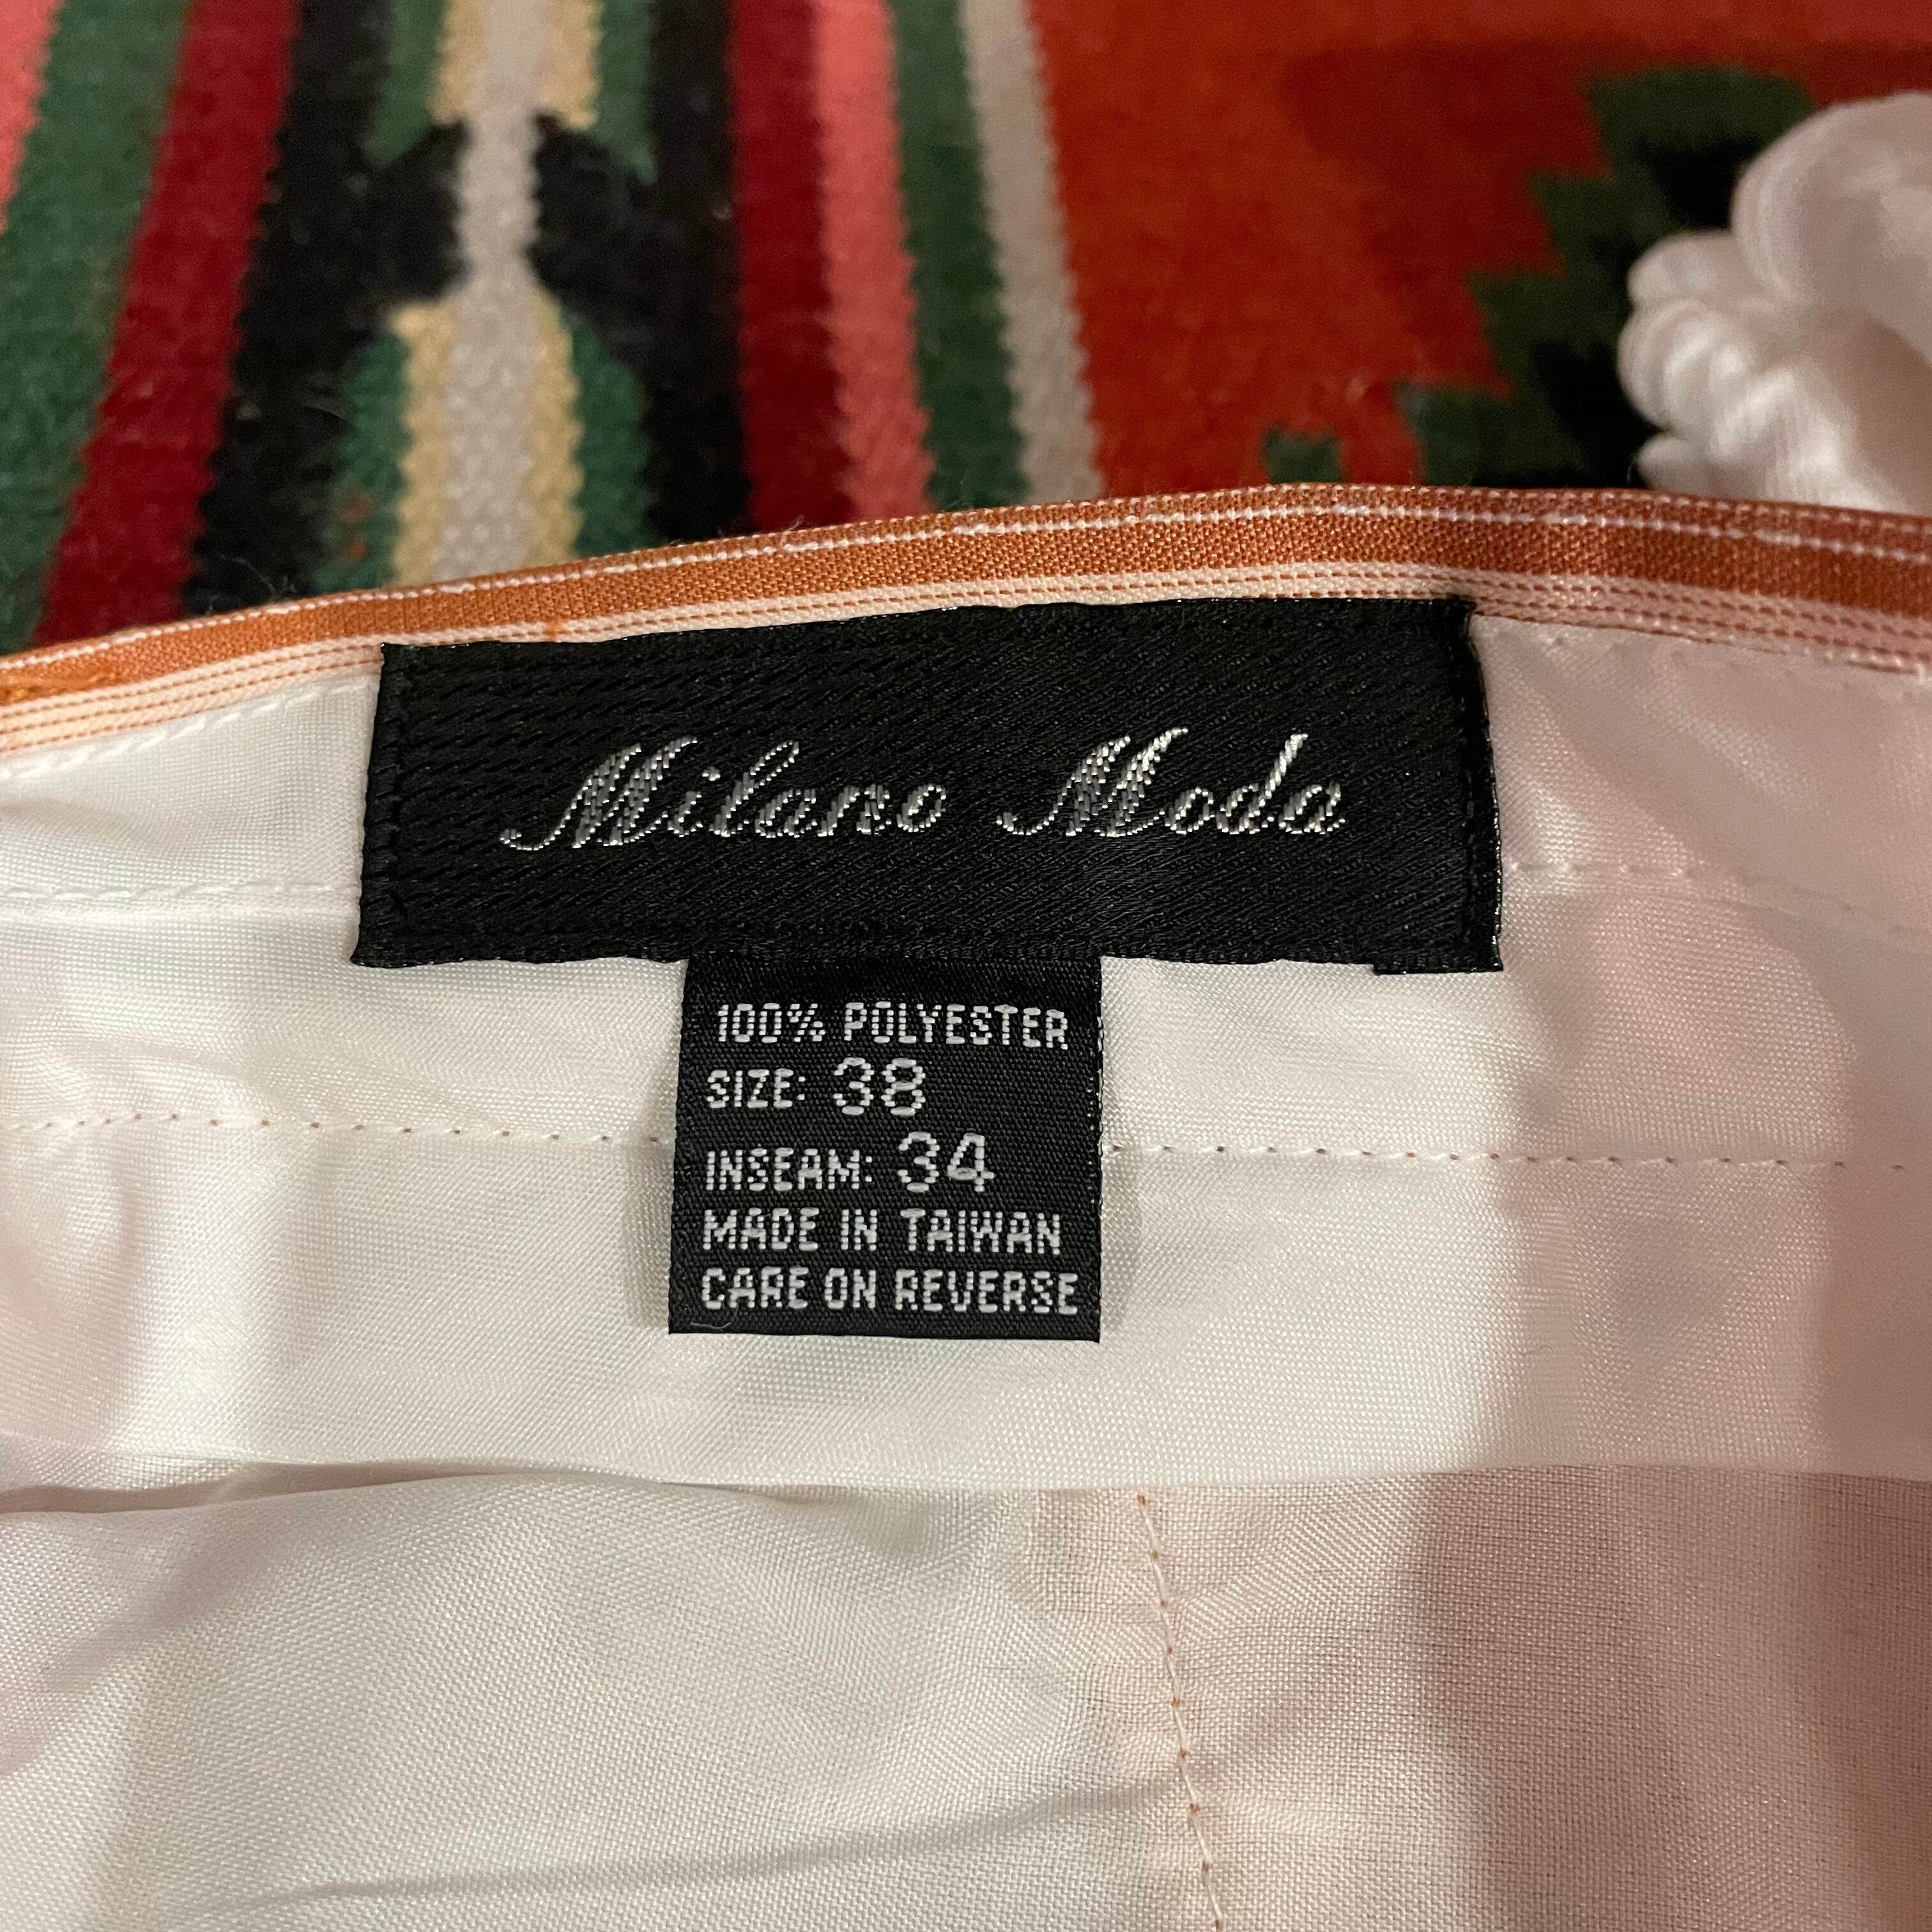 Milano Moda
100% POLYESTER
SIZE: 38
INSEAM: 34
MADE IN TAIWAN
CARE ON REVERSE